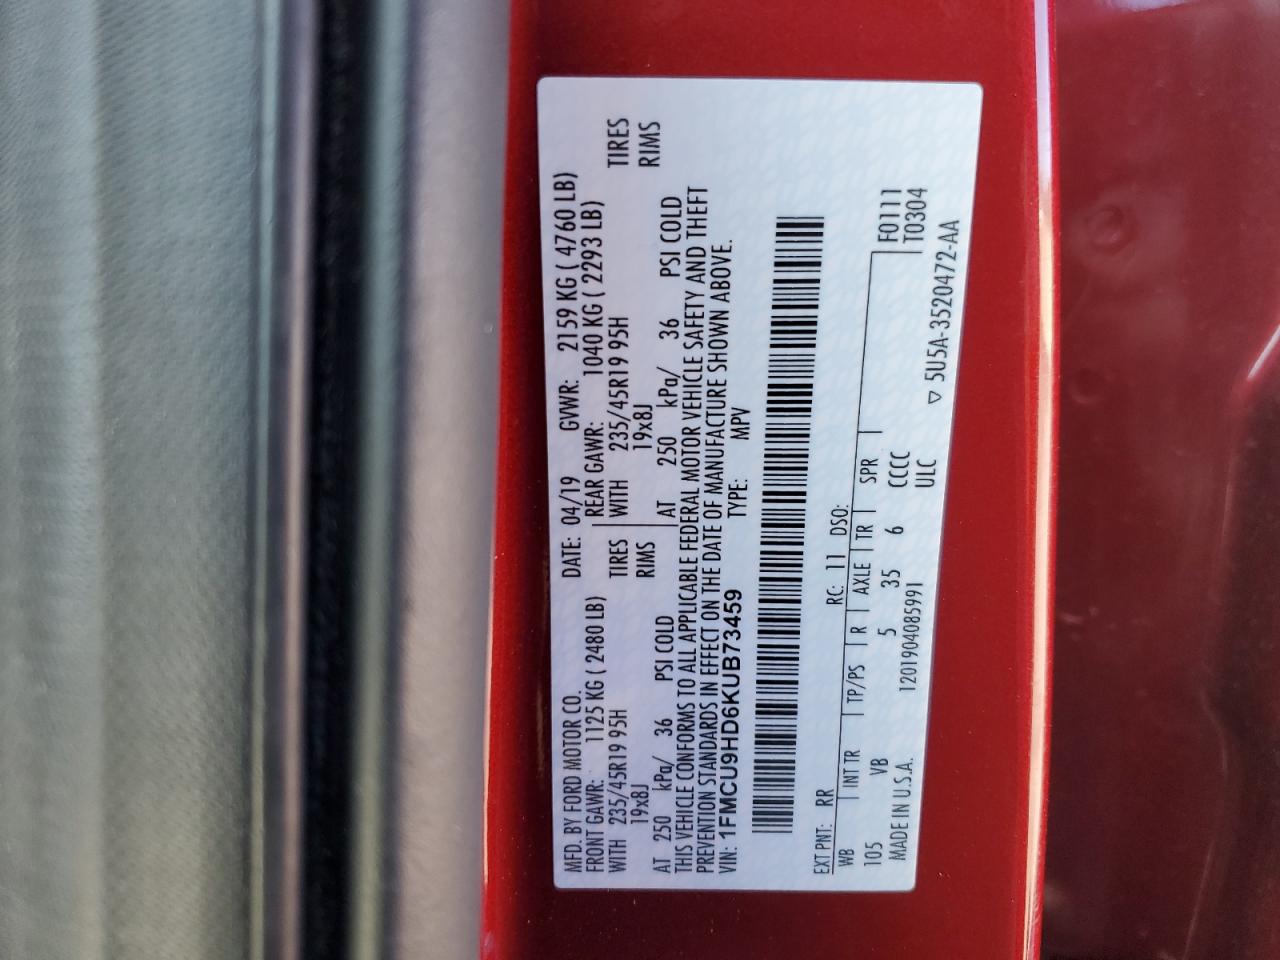 MFD. BY FORD MOTOR CO. DATE: 04/19 GVWR: 2159 KG ( 4760 LB)
FRONT GAWR: 1125 KG ( 2480 LB) REAR GAWR: 1040 KG ( 2293 LB)
WITH 235/45R19 95H TIRES WITH 235/45R19 95H TIRES
19x8J RIMS 19x8J RIMS
AT 250 kPa/ 36 PSI COLD AT 250 kPa/ 36 PSI COLD
THIS VEHICLE CONFORMS TO ALL APPLICABLE FEDERAL MOTOR VEHICLE SAFETY AND THEFT
PREVENTION STANDARDS IN EFFECT ON THE DATE OF MANUFACTURE SHOWN ABOVE.
VIN: 1FMCU9HD6KUB73459 TYPE: MPV
EXT PNT: RR RC: 11 DSO:
WB INT TR TP/PS R AXLE TR SPR F0111
105 VB 5 35 6 CCCC T0304
MADE IN U.S.A. 120190408599 1 ULC
▽ 5U5A-3520472-AA